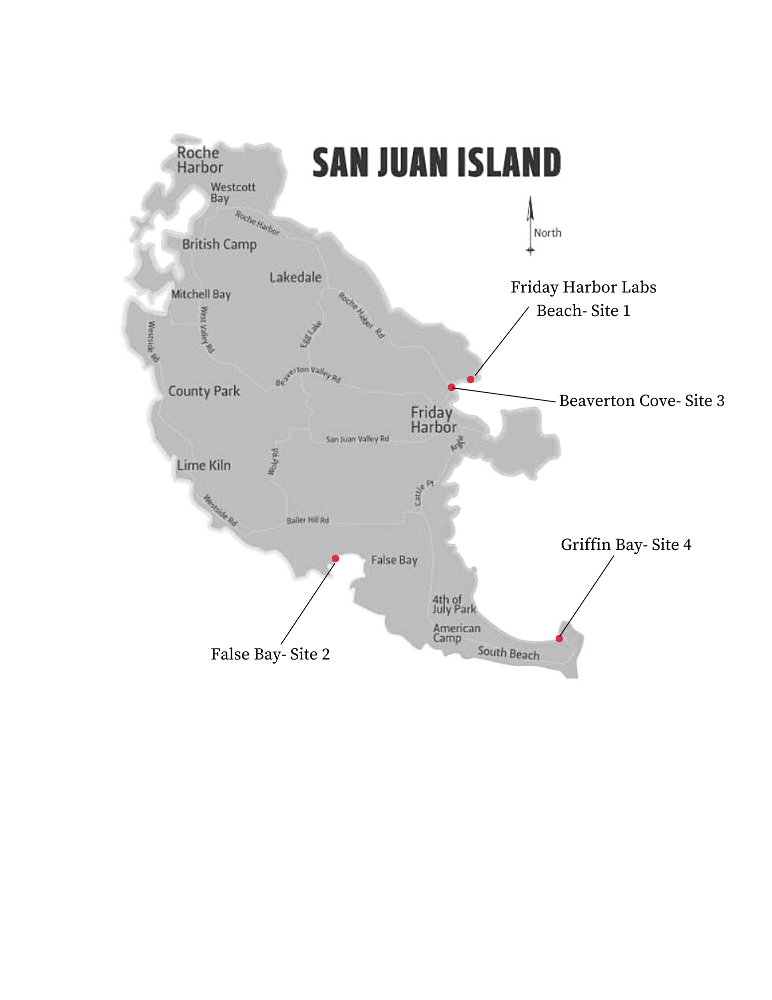 SAN JUAN ISLAND
Roche
Harbor
Westcott
Bay
Roche Harbor
North
British Camp
Lakedale
Friday Harbor Labs
Beach- Site 1
Mitchell Bay
Roche Harbor Rd
West Valley Rd
Westside Rd
Egg Lake
Beaverton Valley Rd
County Park
Beaverton Cove- Site 3
Friday
Harbor
San Juan Valley Rd
Argyle
Wold Rd
Lime Kiln
Cattle Pt
Westside Rd
Bailer Hill Rd
Griffin Bay- Site 4
False Bay
4th of
July Park
American
Camp
South Beach
False Bay- Site 2